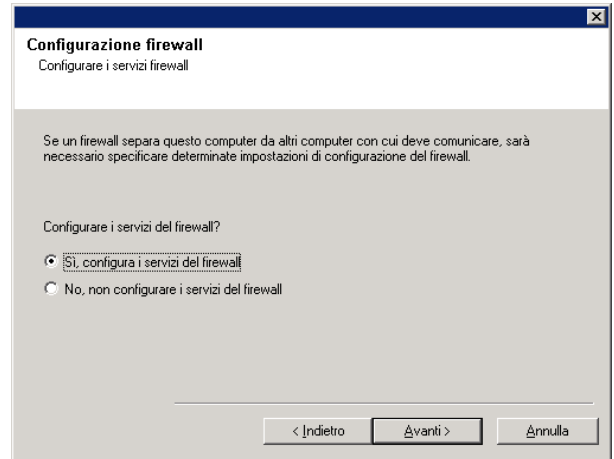 Configurazione firewall
Configurare i servizi firewall
Se un firewall separa questo computer da altri computer con cui deve comunicare, sarà
necessario specificare determinate impostazioni di configurazione del firewall.
Configurare i servizi del firewall?
Sì, configura i servizi del firewall
No, non configurare i servizi del firewall
< Indietro
Avanti >
Annulla